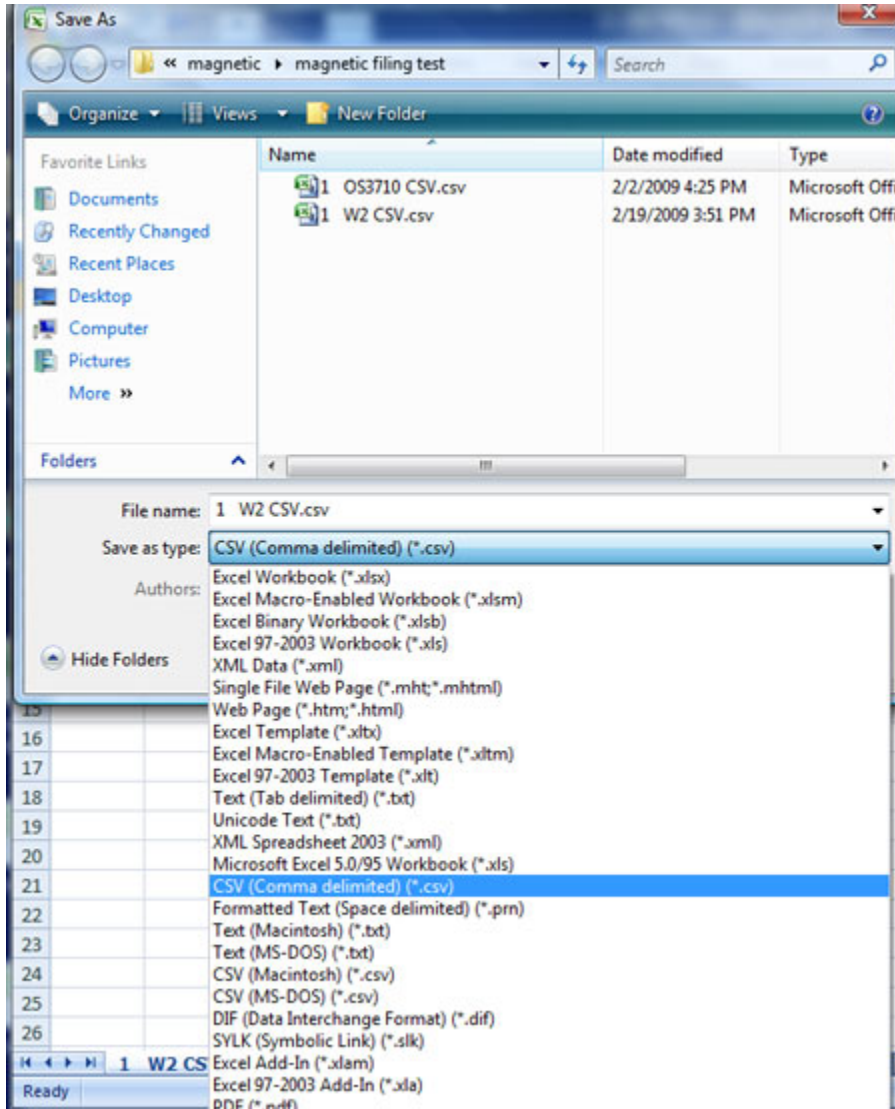 Save As
« magnetic ▸ magnetic filing test
Search
Organize
Views
New Folder
Favorite Links
Documents
Recently Changed
Recent Places
Desktop
Computer
Pictures
More »
Folders
Name Date modified Type
1 OS3710 CSV.csv 2/2/2009 4:25 PM Microsoft Offi
1 W2 CSV.csv 2/19/2009 3:51 PM Microsoft Offi
File name: 1 W2 CSV.csv
Save as type: CSV (Comma delimited) (*.csv)
Authors:
Hide Folders
Excel Workbook (*.xlsx)
Excel Macro-Enabled Workbook (*.xlsm)
Excel Binary Workbook (*.xlsb)
Excel 97-2003 Workbook (*.xls)
XML Data (*.xml)
Single File Web Page (*.mht;*.mhtml)
Web Page (*.htm;*.html)
Excel Template (*.xltx)
Excel Macro-Enabled Template (*.xltm)
Excel 97-2003 Template (*.xlt)
Text (Tab delimited) (*.txt)
Unicode Text (*.txt)
XML Spreadsheet 2003 (*.xml)
Microsoft Excel 5.0/95 Workbook (*.xls)
CSV (Comma delimited) (*.csv)
Formatted Text (Space delimited) (*.prn)
Text (Macintosh) (*.txt)
Text (MS-DOS) (*.txt)
CSV (Macintosh) (*.csv)
CSV (MS-DOS) (*.csv)
DIF (Data Interchange Format) (*.dif)
SYLK (Symbolic Link) (*.slk)
Excel Add-In (*.xlam)
Excel 97-2003 Add-In (*.xla)
PDF (*.pdf)
15
16
17
18
19
20
21
22
23
24
25
26
1 W2 CS
Ready